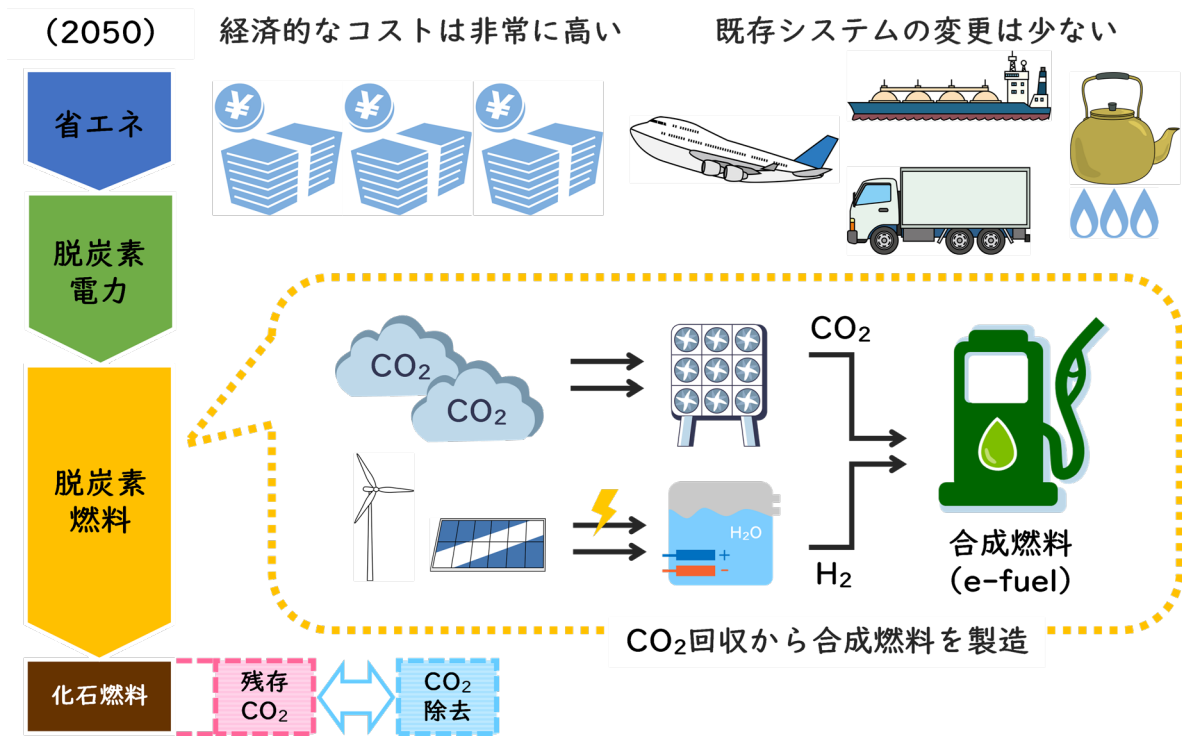 (2050)
経済的なコストは非常に高い
既存システムの変更は少ない
省エネ
¥
¥
¥
脱炭素
電力
脱炭素
燃料
CO₂
CO₂
CO₂
H₂O
+
−
H₂
合成燃料
(e-fuel)
CO₂回収から合成燃料を製造
化石燃料
残存
CO₂
CO₂
除去